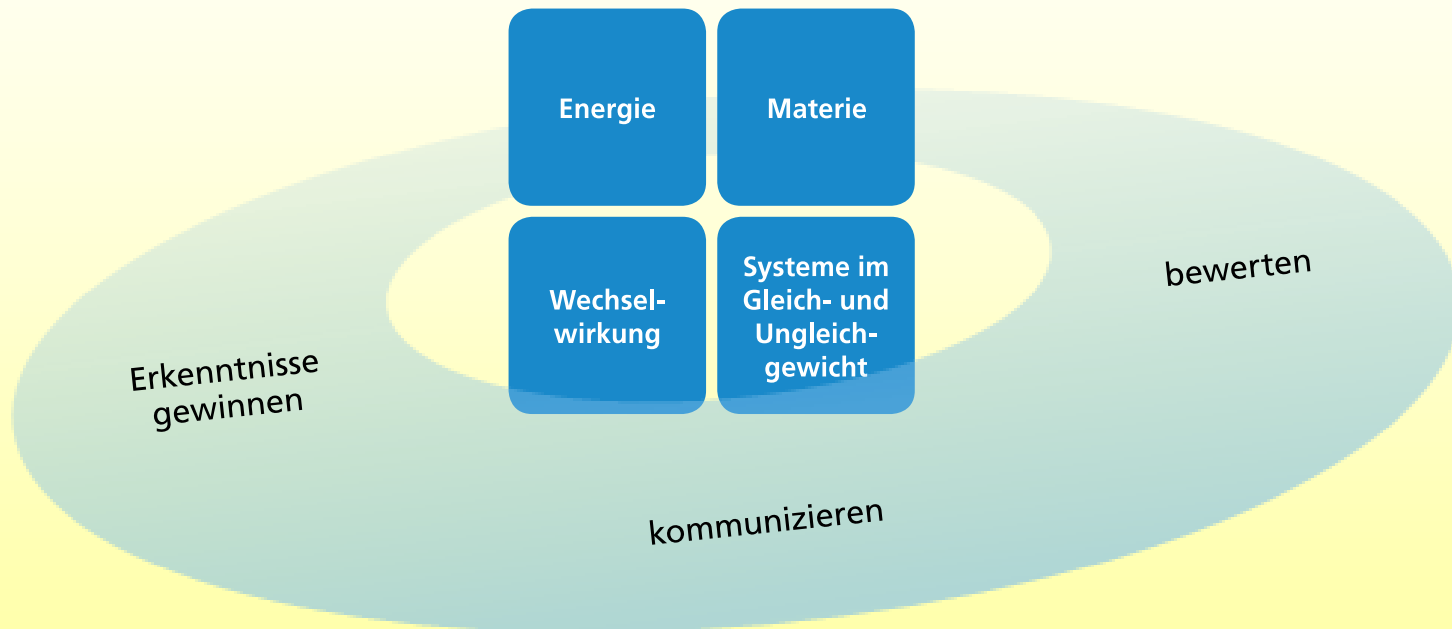 Energie
Materie
Wechsel-
wirkung
Systeme im
Gleich- und
Ungleich-
gewicht
bewerten
Erkenntnisse
gewinnen
kommunizieren